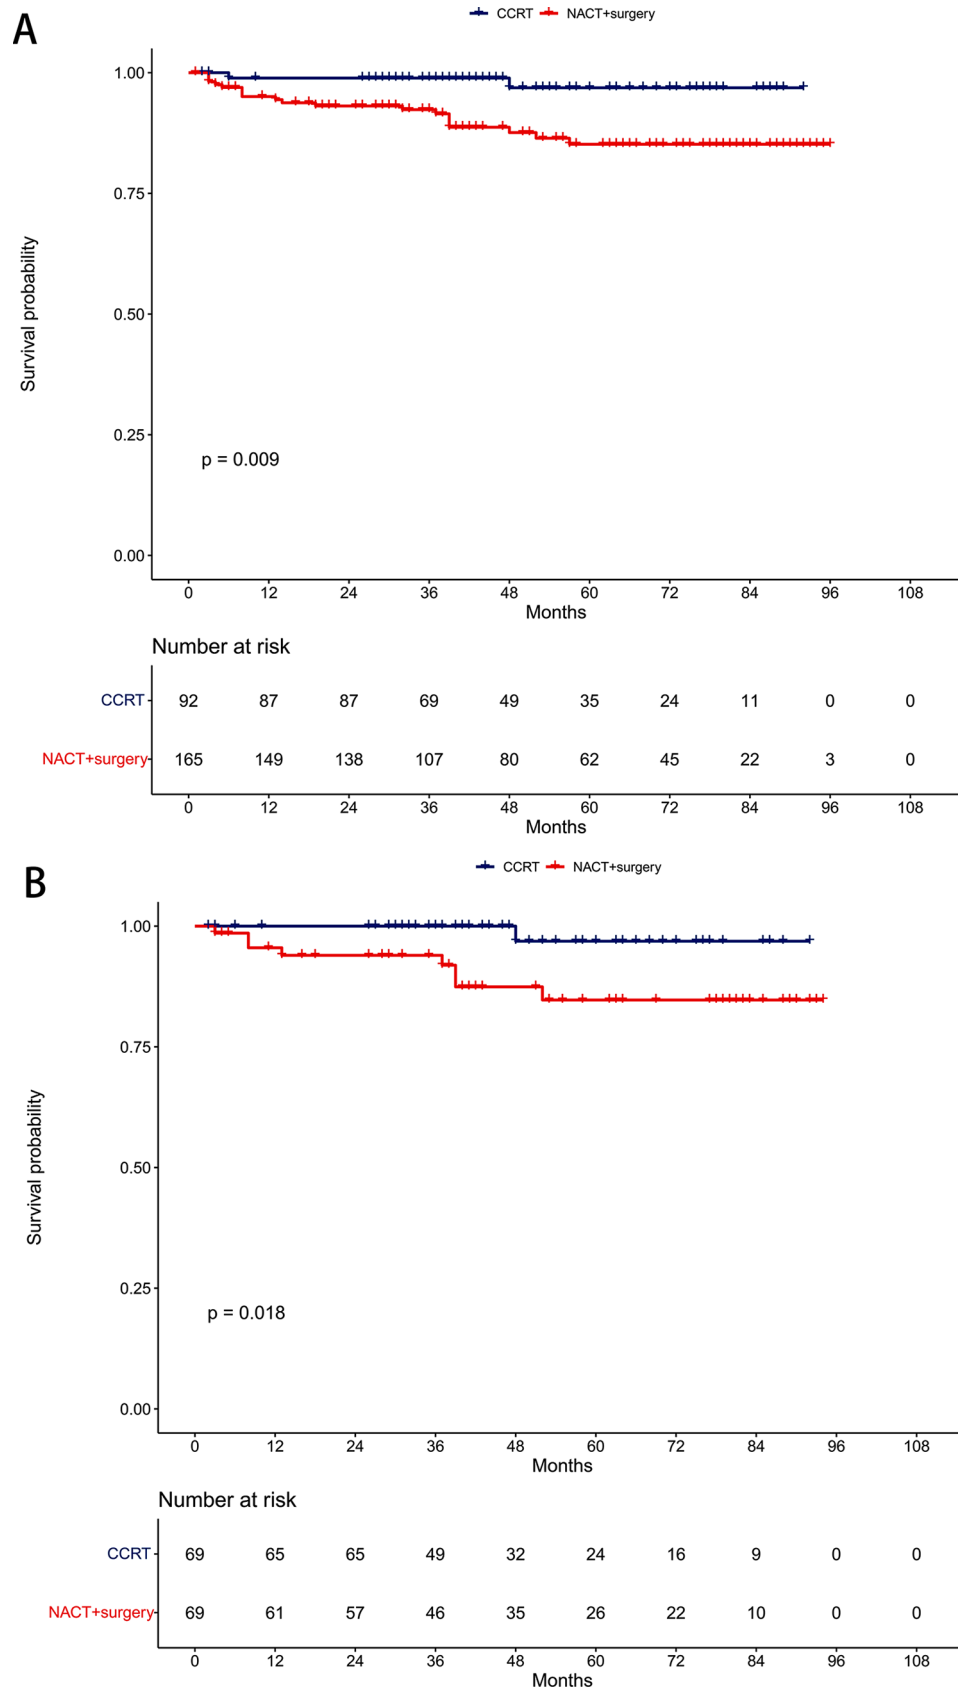 A
CCRT NACT+surgery
1.00
0.75
0.50
0.25
0.00
Survival probability
p = 0.009
0 12 24 36 48 60 72 84 96 108
Months
Number at risk
CCRT 92 87 87 69 49 35 24 11 0 0
NACT+surgery 165 149 138 107 80 62 45 22 3 0
0 12 24 36 48 60 72 84 96 108
Months
B
CCRT NACT+surgery
1.00
0.75
0.50
0.25
0.00
Survival probability
p = 0.018
0 12 24 36 48 60 72 84 96 108
Months
Number at risk
CCRT 69 65 65 49 32 24 16 9 0 0
NACT+surgery 69 61 57 46 35 26 22 10 0 0
0 12 24 36 48 60 72 84 96 108
Months